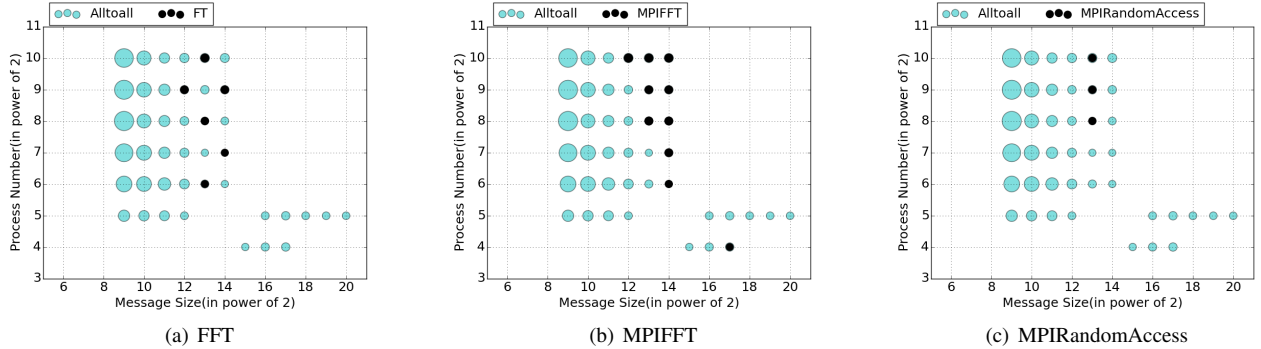 Alltoall FT
11
10
9
8
7
6
5
4
3
Process Number(in power of 2)
6 8 10 12 14 16 18 20
Message Size(in power of 2)
(a) FFT
Alltoall MPIFFT
11
10
9
8
7
6
5
4
3
Process Number(in power of 2)
6 8 10 12 14 16 18 20
Message Size(in power of 2)
(b) MPIFFT
Alltoall MPIRandomAccess
11
10
9
8
7
6
5
4
3
Process Number(in power of 2)
6 8 10 12 14 16 18 20
Message Size(in power of 2)
(c) MPIRandomAccess